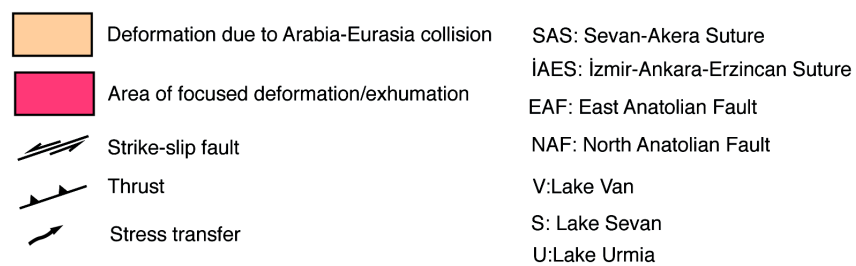 Deformation due to Arabia-Eurasia collision
Area of focused deformation/exhumation
Strike-slip fault
Thrust
Stress transfer
SAS: Sevan-Akera Suture
İAES: İzmir-Ankara-Erzincan Suture
EAF: East Anatolian Fault
NAF: North Anatolian Fault
V:Lake Van
S: Lake Sevan
U:Lake Urmia